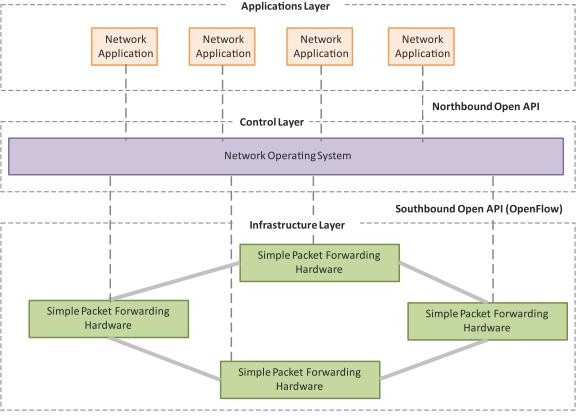 Applications Layer
Network
Application
Network
Application
Network
Application
Network
Application
Northbound Open API
Control Layer
Network Operating System
Southbound Open API (OpenFlow)
Infrastructure Layer
Simple Packet Forwarding
Hardware
Simple Packet Forwarding
Hardware
Simple Packet Forwarding
Hardware
Simple Packet Forwarding
Hardware